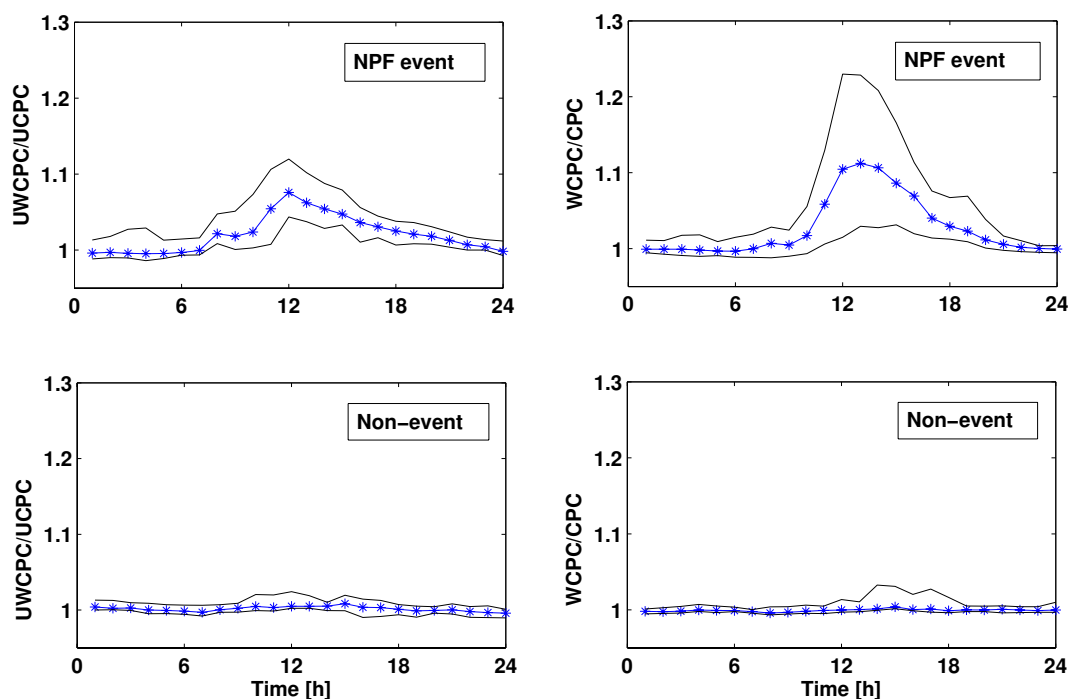 1.3
1.2
1.1
1
UWCPC/UCPC
NPF event
0 6 12 18 24
1.3
1.2
1.1
1
WCPC/CPC
NPF event
0 6 12 18 24
1.3
1.2
1.1
1
UWCPC/UCPC
Non−event
0 6 12 18 24
Time [h]
1.3
1.2
1.1
1
WCPC/CPC
Non−event
0 6 12 18 24
Time [h]